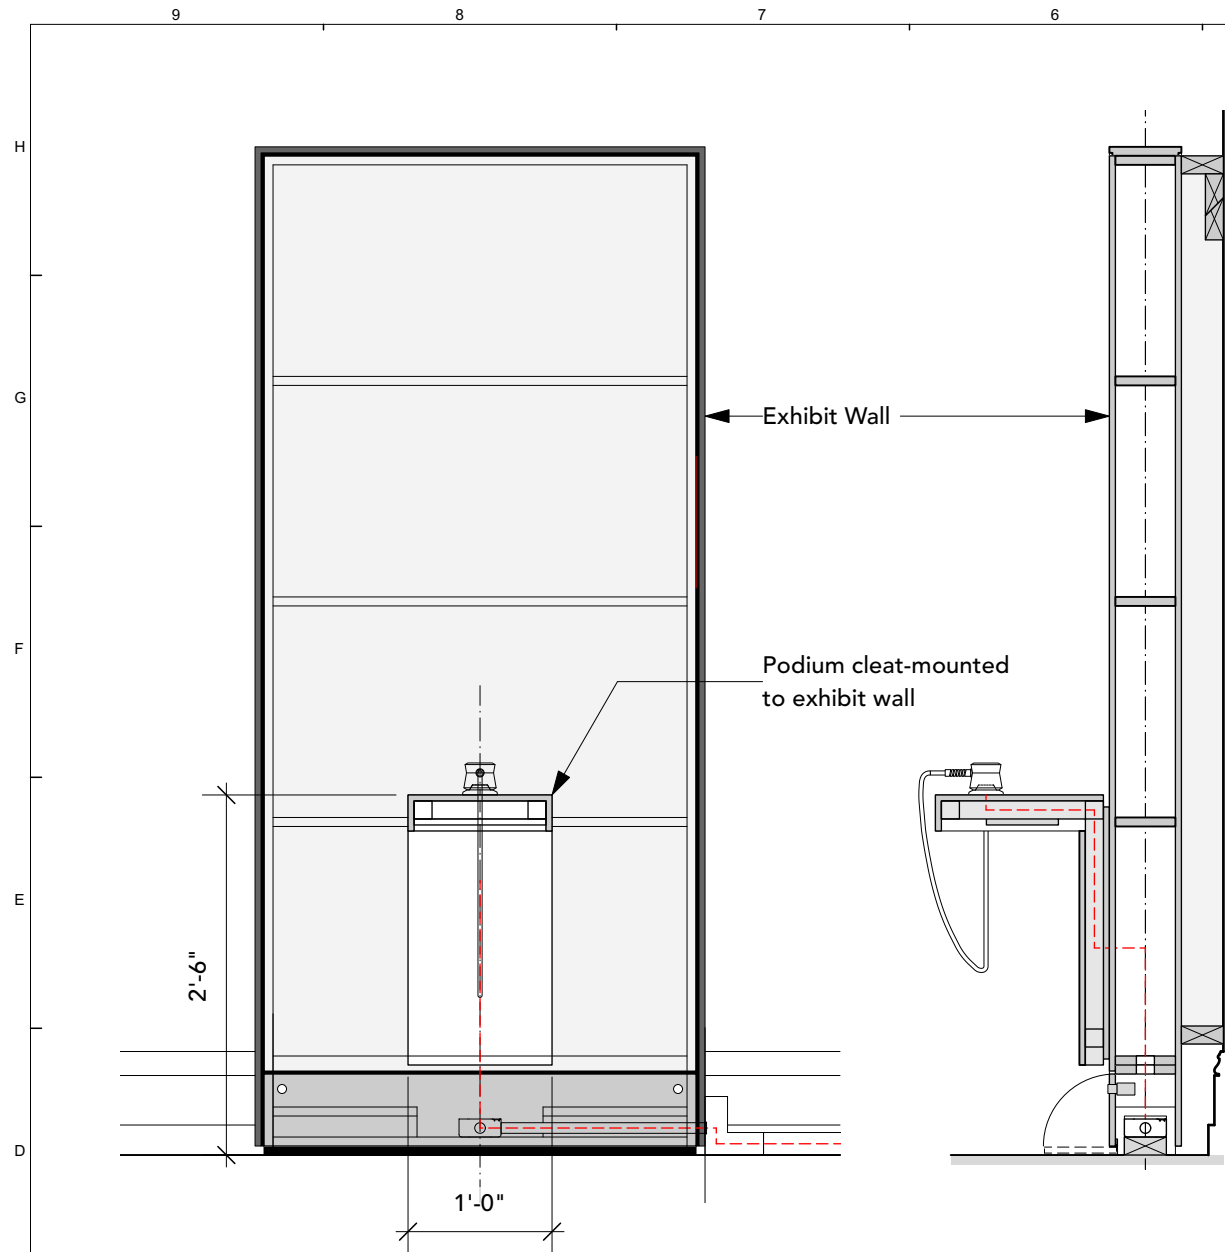 9 8 7 6
H
G
Exhibit Wall
F
Podium cleat-mounted
to exhibit wall
E
2'-6"
D
1'-0"